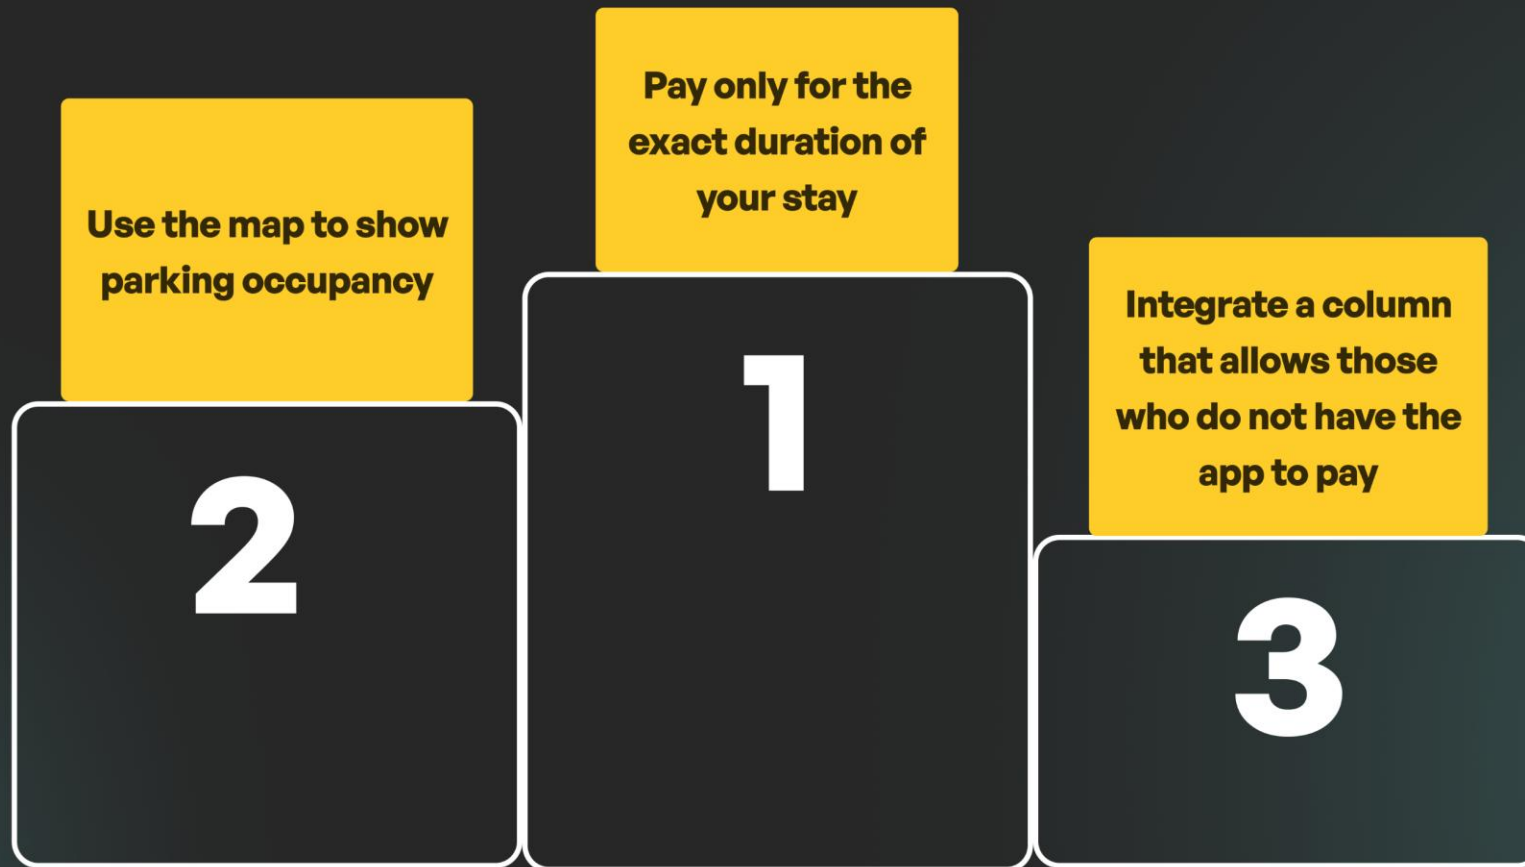 Use the map to show
parking occupancy
2
Pay only for the
exact duration of
your stay
1
Integrate a column
that allows those
who do not have the
app to pay
3